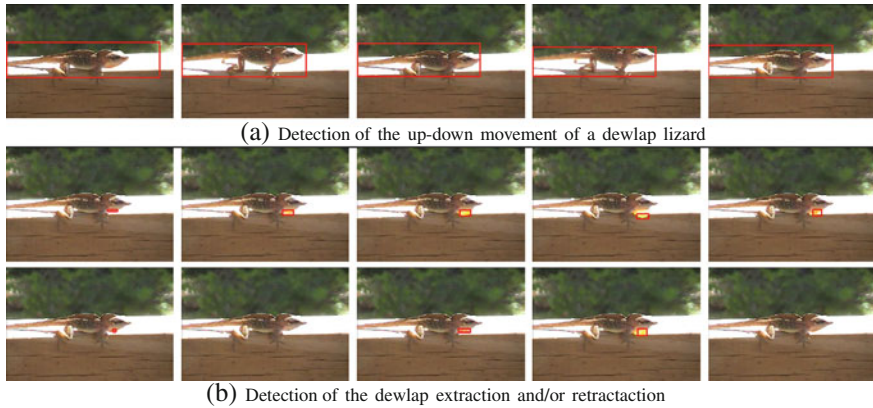 (a) Detection of the up-down movement of a dewlap lizard
(b) Detection of the dewlap extraction and/or retractaction